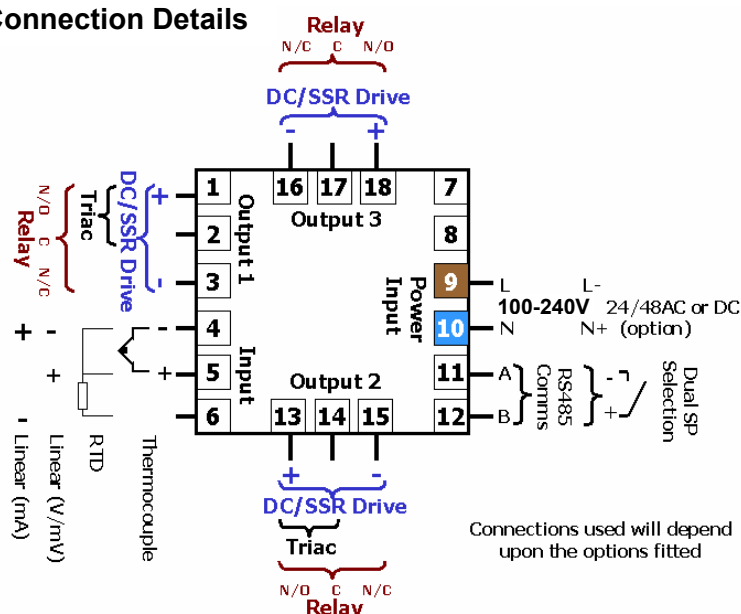 Connection Details
Relay
N/C C N/O
DC/SSR Drive
- +
16 17 18
Output 3
1
2
3
4
5
6
Output 1
Input
+
DC/SSR Drive
-
Triac
N/O C N/C
Relay
- +
Thermocouple
RTD
- +
Linear (V/mV)
+ -
Linear (mA)
7
8
9
10
11
12
Power
Input
L L-
100-240V 24/48AC or DC
N N+ (option)
A
B
RS485
Comms
- +
Dual SP
Selection
Output 2
13 14 15
+ -
DC/SSR Drive
Triac
N/O C N/C
Relay
Connections used will depend
upon the options fitted